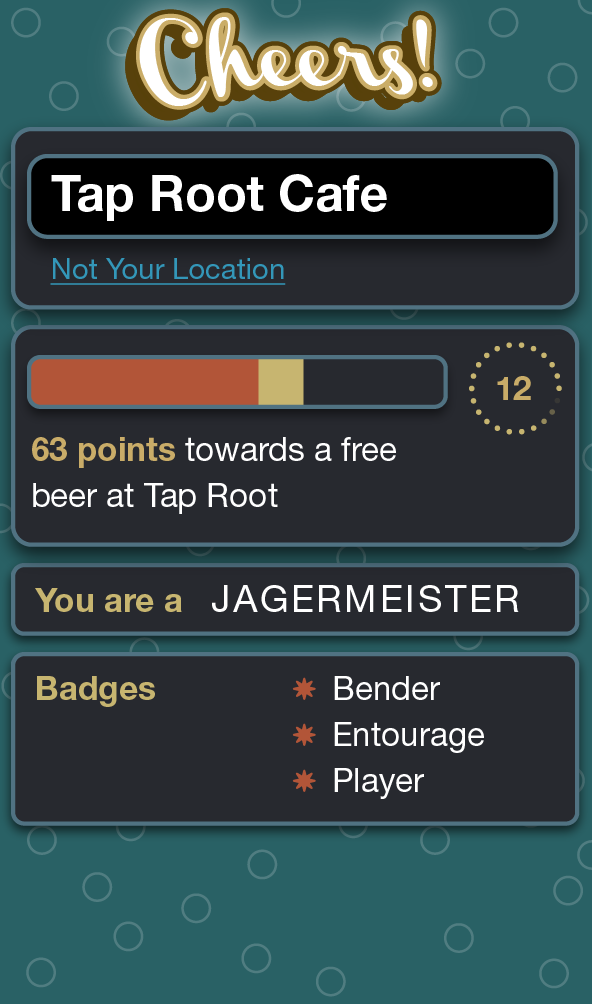 Cheers!
Tap Root Cafe
Not Your Location
12
63 points towards a free
beer at Tap Root
You are a JAGERMEISTER
Badges
Bender
Entourage
Player